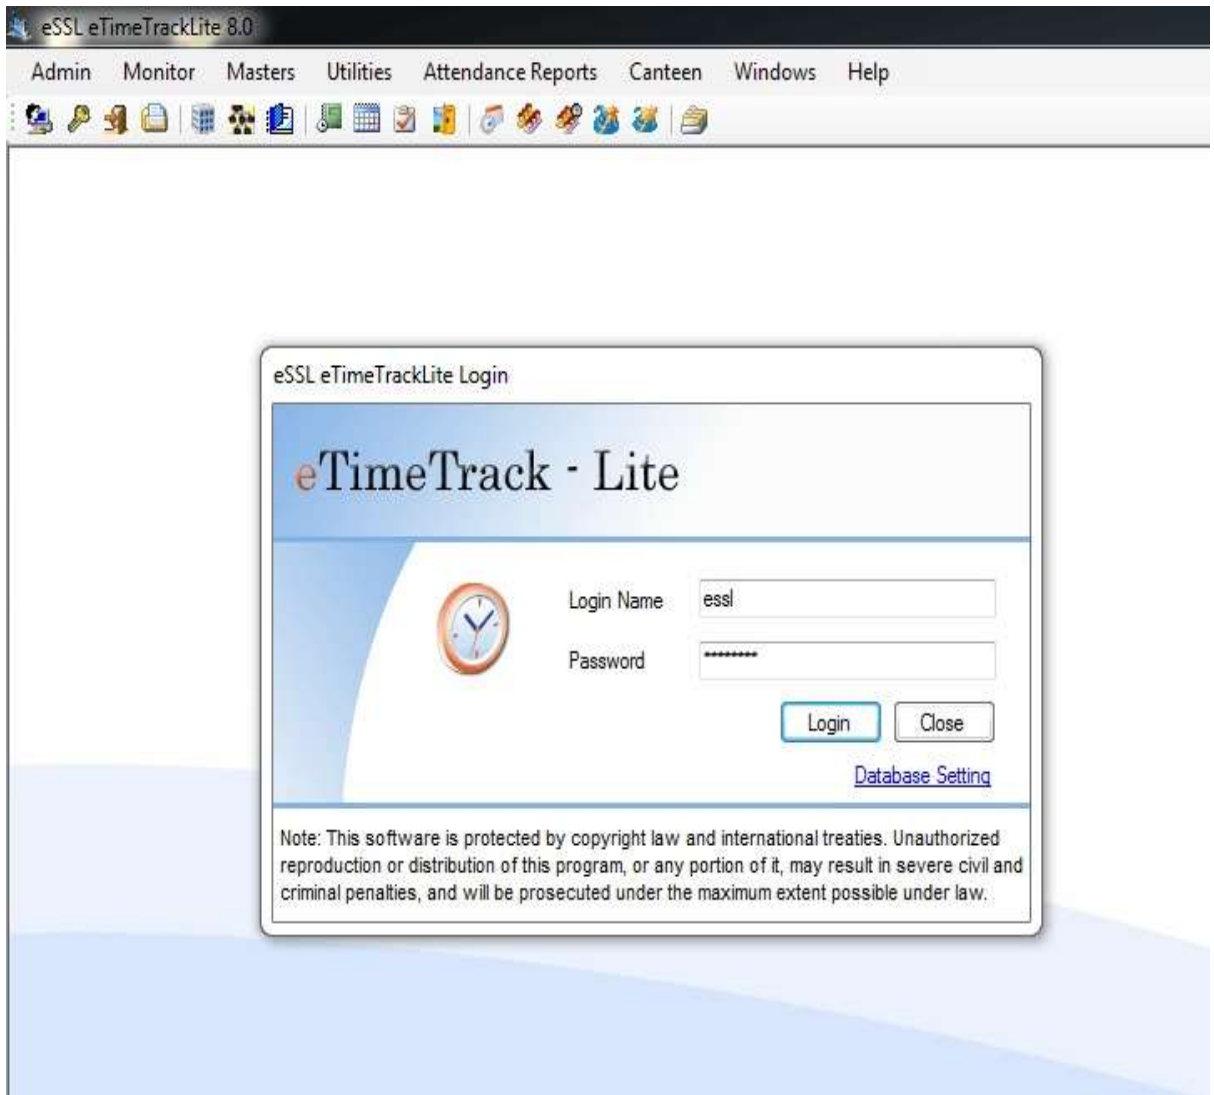 eSSL eTimeTrackLite 8.0
Admin Monitor Masters Utilities Attendance Reports Canteen Windows Help
eSSL eTimeTrackLite Login
eTimeTrack - Lite
Login Name essl
Password ********
Login Close
Database Setting
Note: This software is protected by copyright law and international treaties. Unauthorized
reproduction or distribution of this program, or any portion of it, may result in severe civil and
criminal penalties, and will be prosecuted under the maximum extent possible under law.